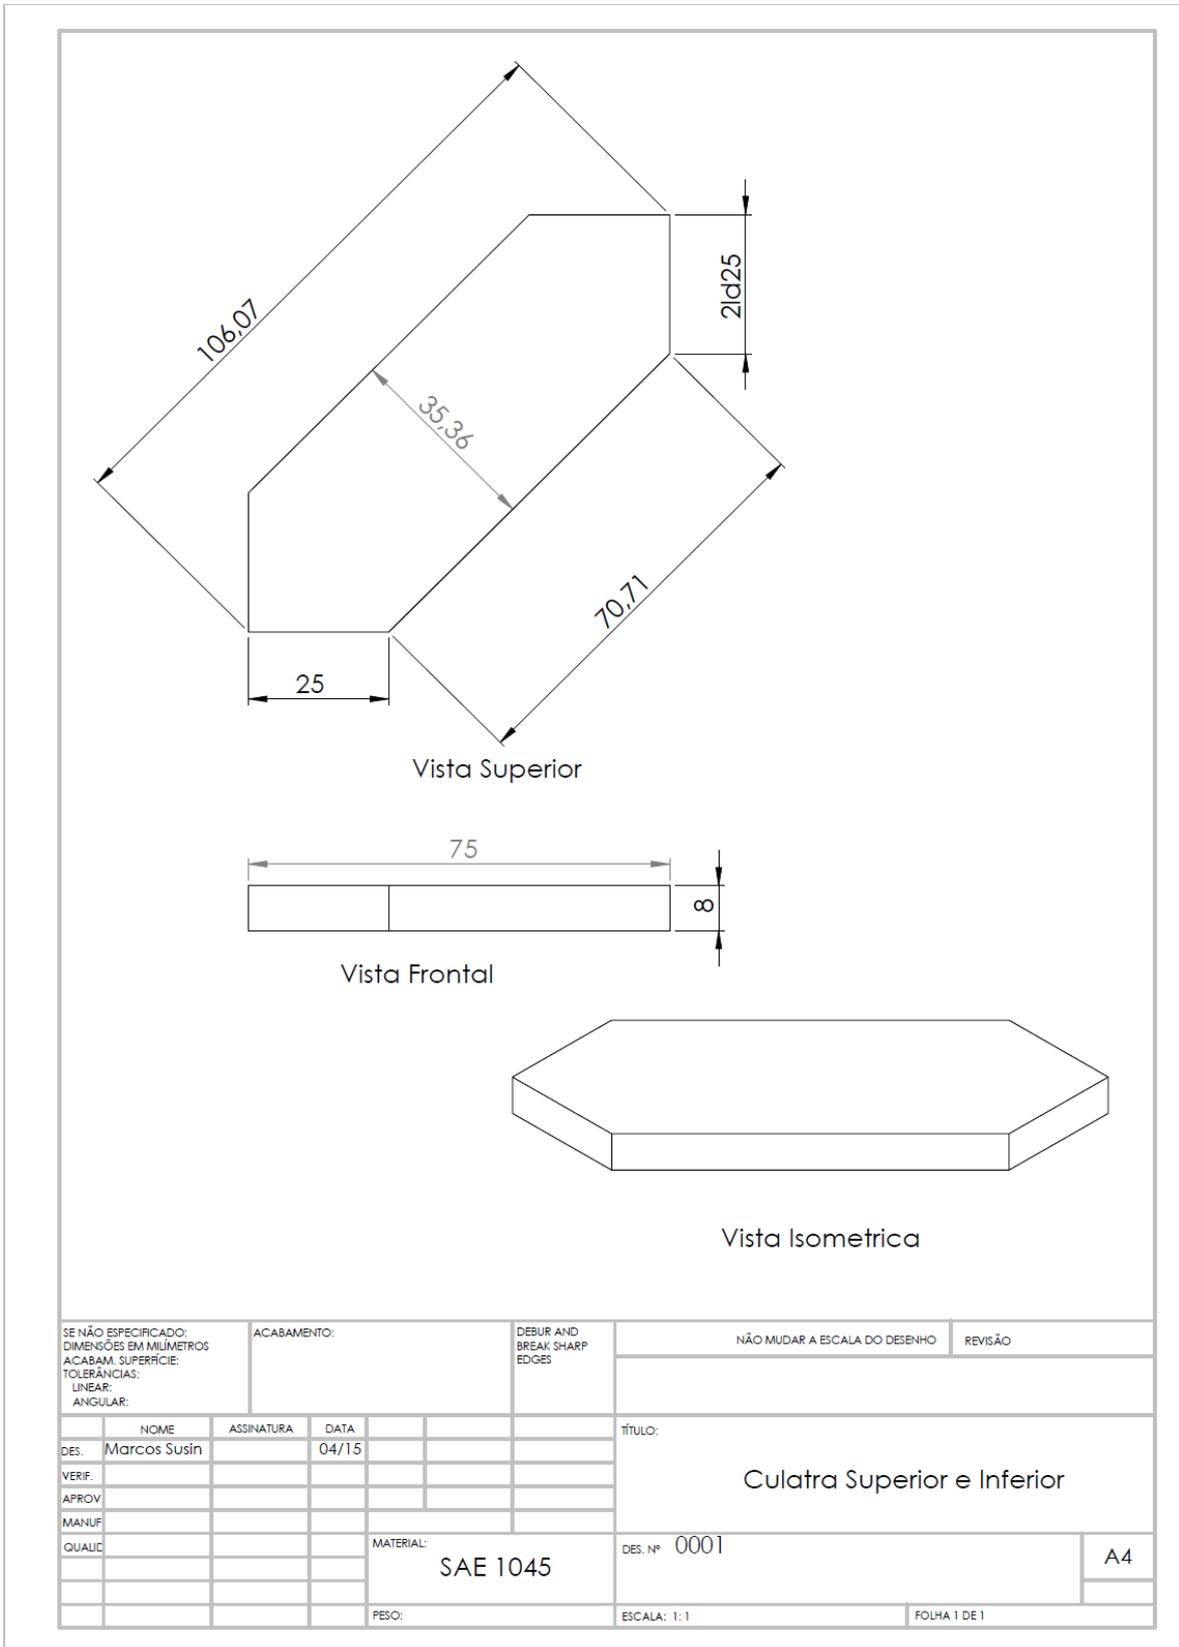 106,07
2ld25
35,36
70,71
25
Vista Superior
75
8
Vista Frontal
Vista Isometrica
SE NÃO ESPECIFICADO:
DIMENSÕES EM MILÍMETROS
ACABAM. SUPERFÍCIE:
TOLERÂNCIAS:
LINEAR:
ANGULAR:
ACABAMENTO:
DEBUR AND
BREAK SHARP
EDGES
NÃO MUDAR A ESCALA DO DESENHO
REVISÃO
NOME
ASSINATURA
DATA
DES.
Marcos Susin
04/15
VERIF.
APROV
MANUF
QUALID
TÍTULO:
Culatra Superior e Inferior
MATERIAL:
SAE 1045
DES. Nº 0001
A4
PESO:
ESCALA: 1:1
FOLHA 1 DE 1